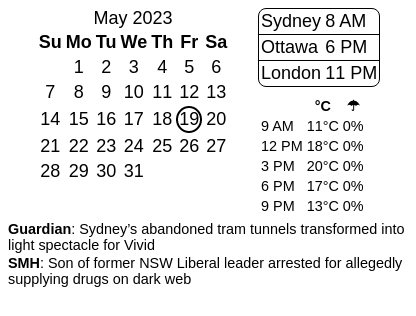 May 2023
Su Mo Tu We Th Fr Sa
1 2 3 4 5 6
7 8 9 10 11 12 13
14 15 16 17 18 19 20
21 22 23 24 25 26 27
28 29 30 31
Sydney 8 AM
Ottawa 6 PM
London 11 PM
°C ☂
9 AM 11°C 0%
12 PM 18°C 0%
3 PM 20°C 0%
6 PM 17°C 0%
9 PM 13°C 0%
Guardian: Sydney’s abandoned tram tunnels transformed into
light spectacle for Vivid
SMH: Son of former NSW Liberal leader arrested for allegedly
supplying drugs on dark web